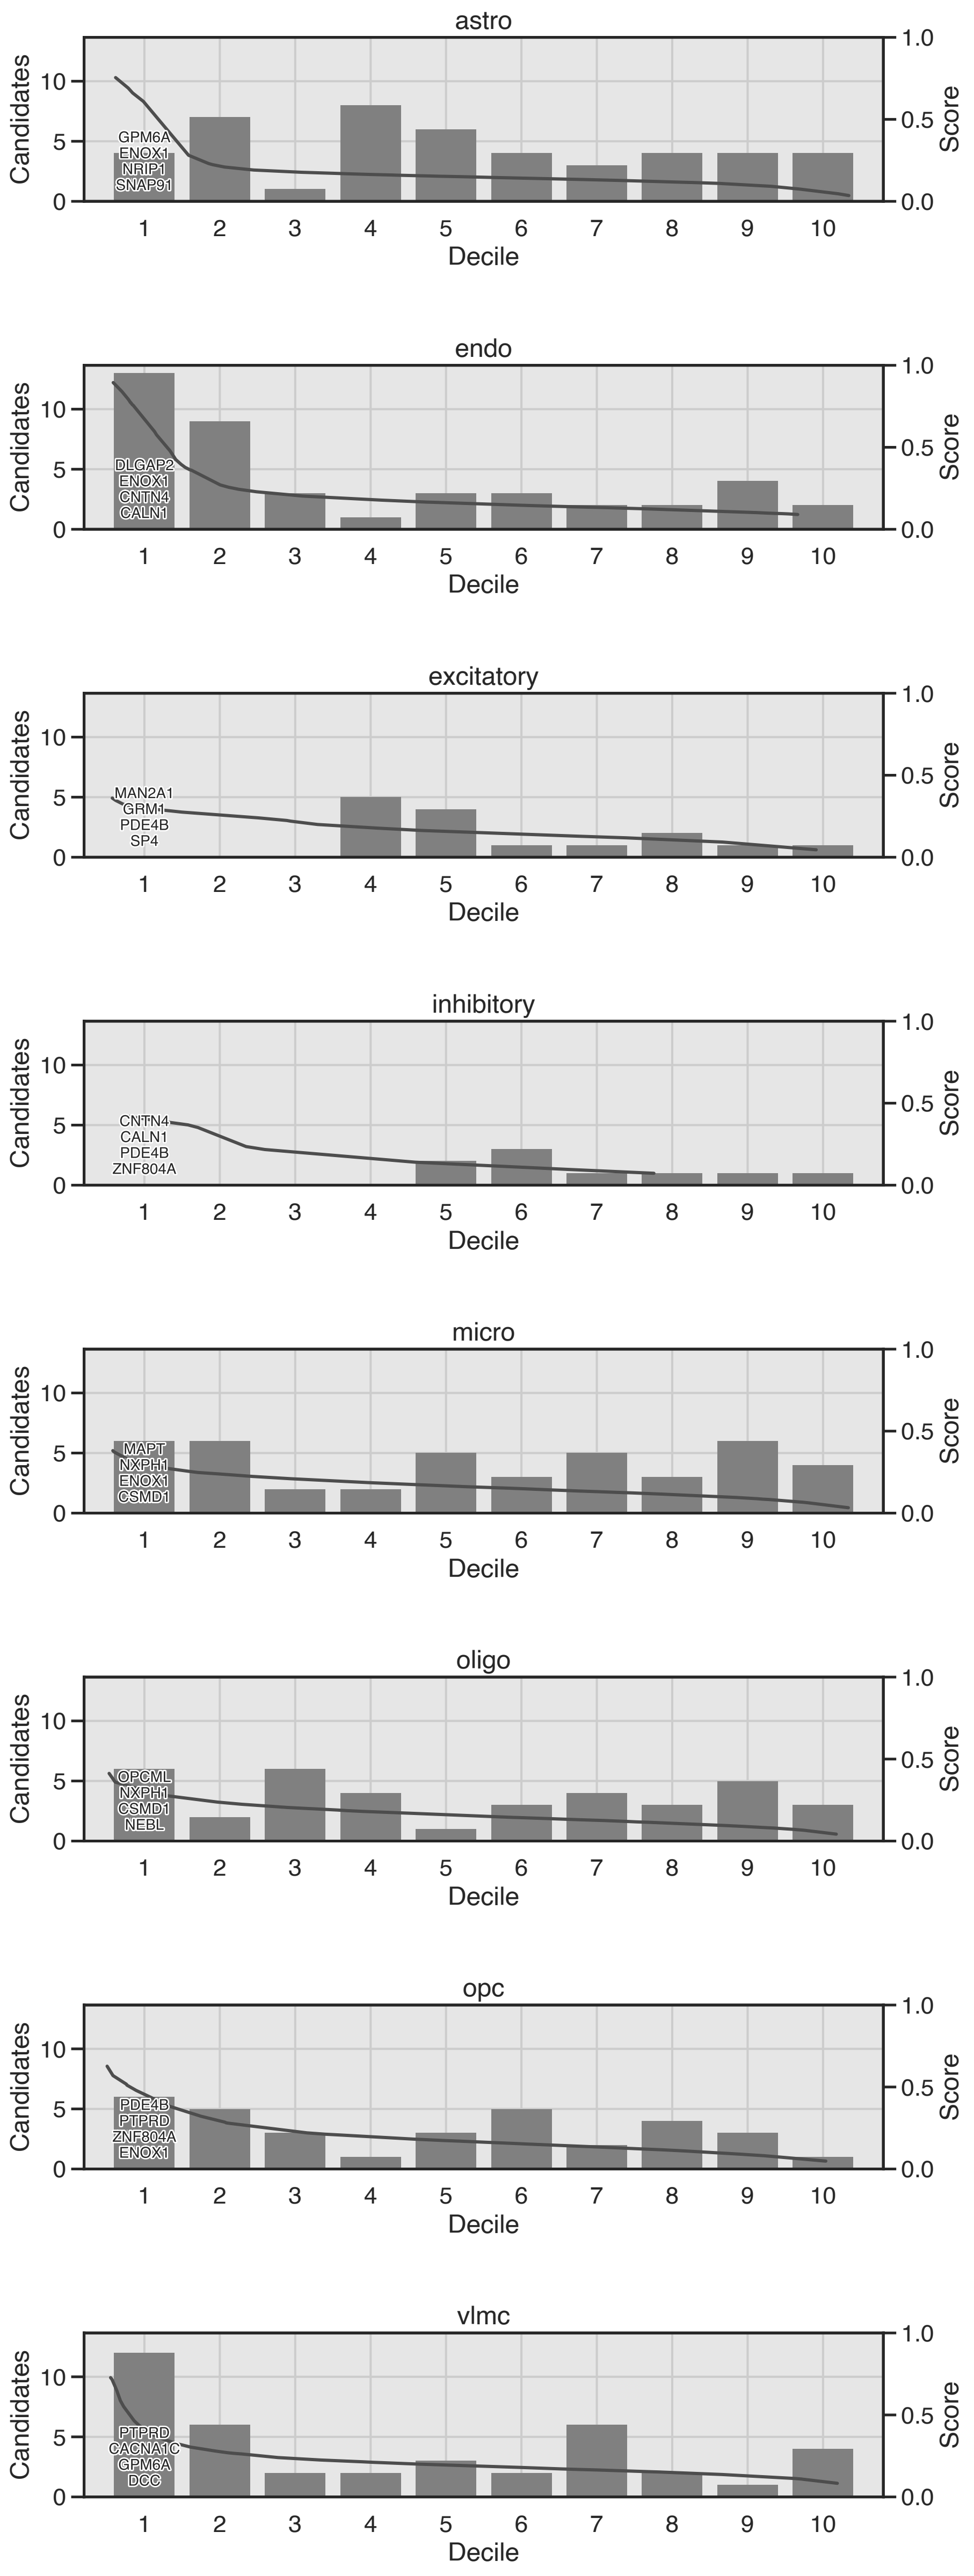 astro
Candidates
10
5
0
GPM6A
ENOX1
NRIP1
SNAP91
1.0
0.5
0.0
Score
1 2 3 4 5 6 7 8 9 10
Decile
endo
Candidates
10
5
0
DLGAP2
ENOX1
CNTN4
CALN1
1.0
0.5
0.0
Score
1 2 3 4 5 6 7 8 9 10
Decile
excitatory
Candidates
10
5
0
MAN2A1
GRM1
PDE4B
SP4
1.0
0.5
0.0
Score
1 2 3 4 5 6 7 8 9 10
Decile
inhibitory
Candidates
10
5
0
CNTN4
CALN1
PDE4B
ZNF804A
1.0
0.5
0.0
Score
1 2 3 4 5 6 7 8 9 10
Decile
micro
Candidates
10
5
0
MAPT
NXPH1
ENOX1
CSMD1
1.0
0.5
0.0
Score
1 2 3 4 5 6 7 8 9 10
Decile
oligo
Candidates
10
5
0
OPCML
NXPH1
CSMD1
NEBL
1.0
0.5
0.0
Score
1 2 3 4 5 6 7 8 9 10
Decile
opc
Candidates
10
5
0
PDE4B
PTPRD
ZNF804A
ENOX1
1.0
0.5
0.0
Score
1 2 3 4 5 6 7 8 9 10
Decile
vlmc
Candidates
10
5
0
PTPRD
CACNA1C
GPM6A
DCC
1.0
0.5
0.0
Score
1 2 3 4 5 6 7 8 9 10
Decile